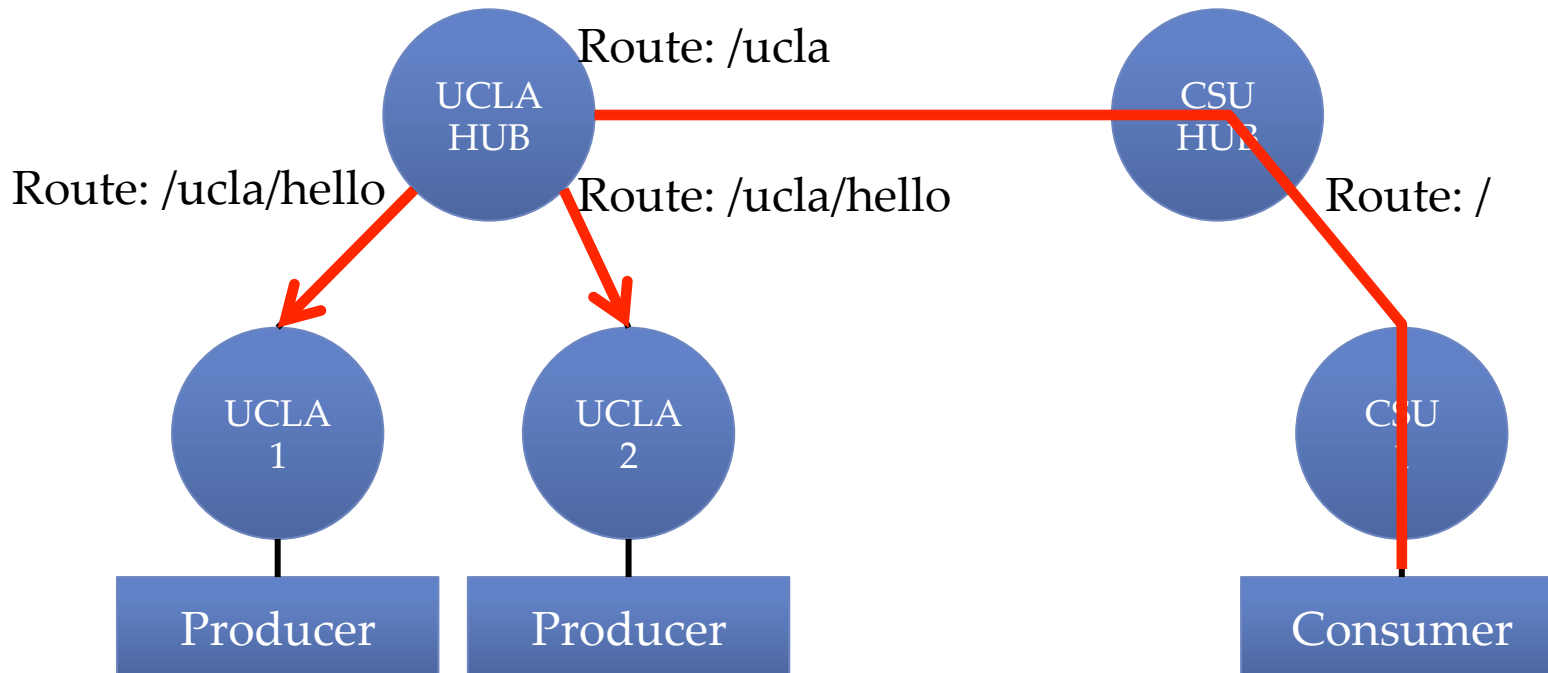 Route: /ucla
UCLA
HUB
CSU
HUB
Route: /ucla/hello
Route: /ucla/hello
Route: /
UCLA
1
UCLA
2
CSU
1
Producer
Producer
Consumer